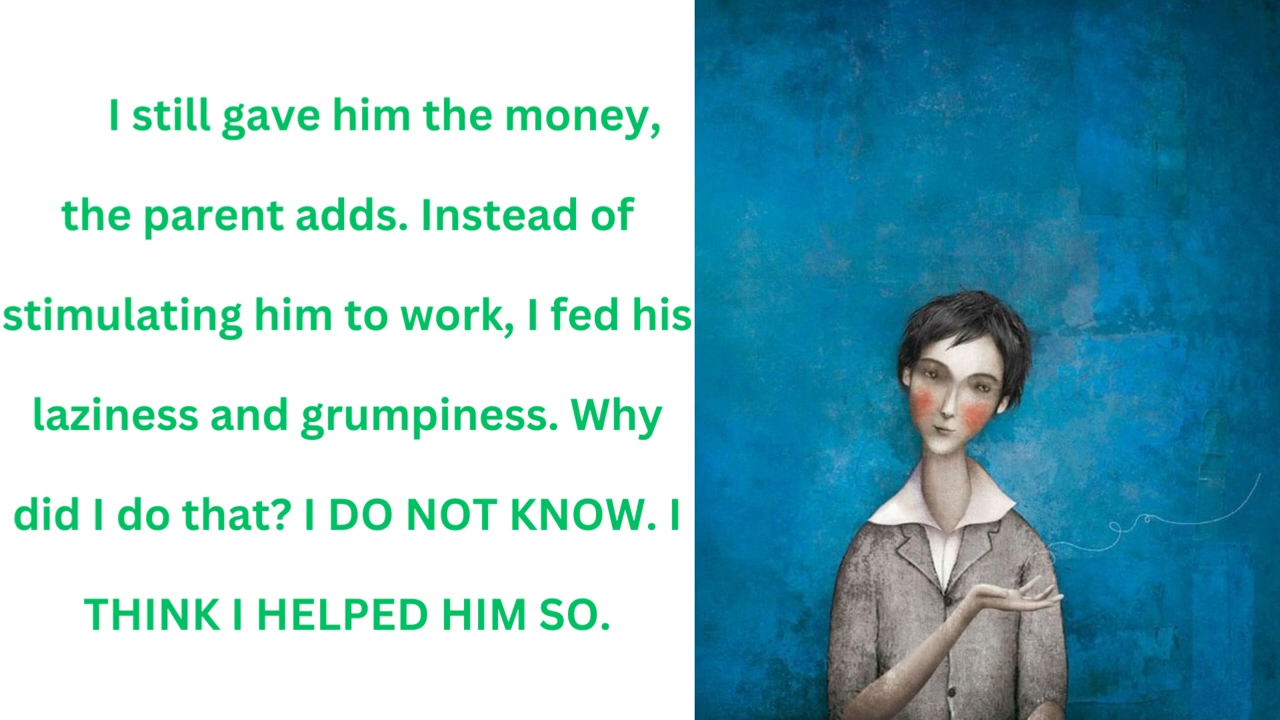 I still gave him the money,
the parent adds. Instead of
stimulating him to work, I fed his
laziness and grumpiness. Why
did I do that? I DO NOT KNOW. I
THINK I HELPED HIM SO.